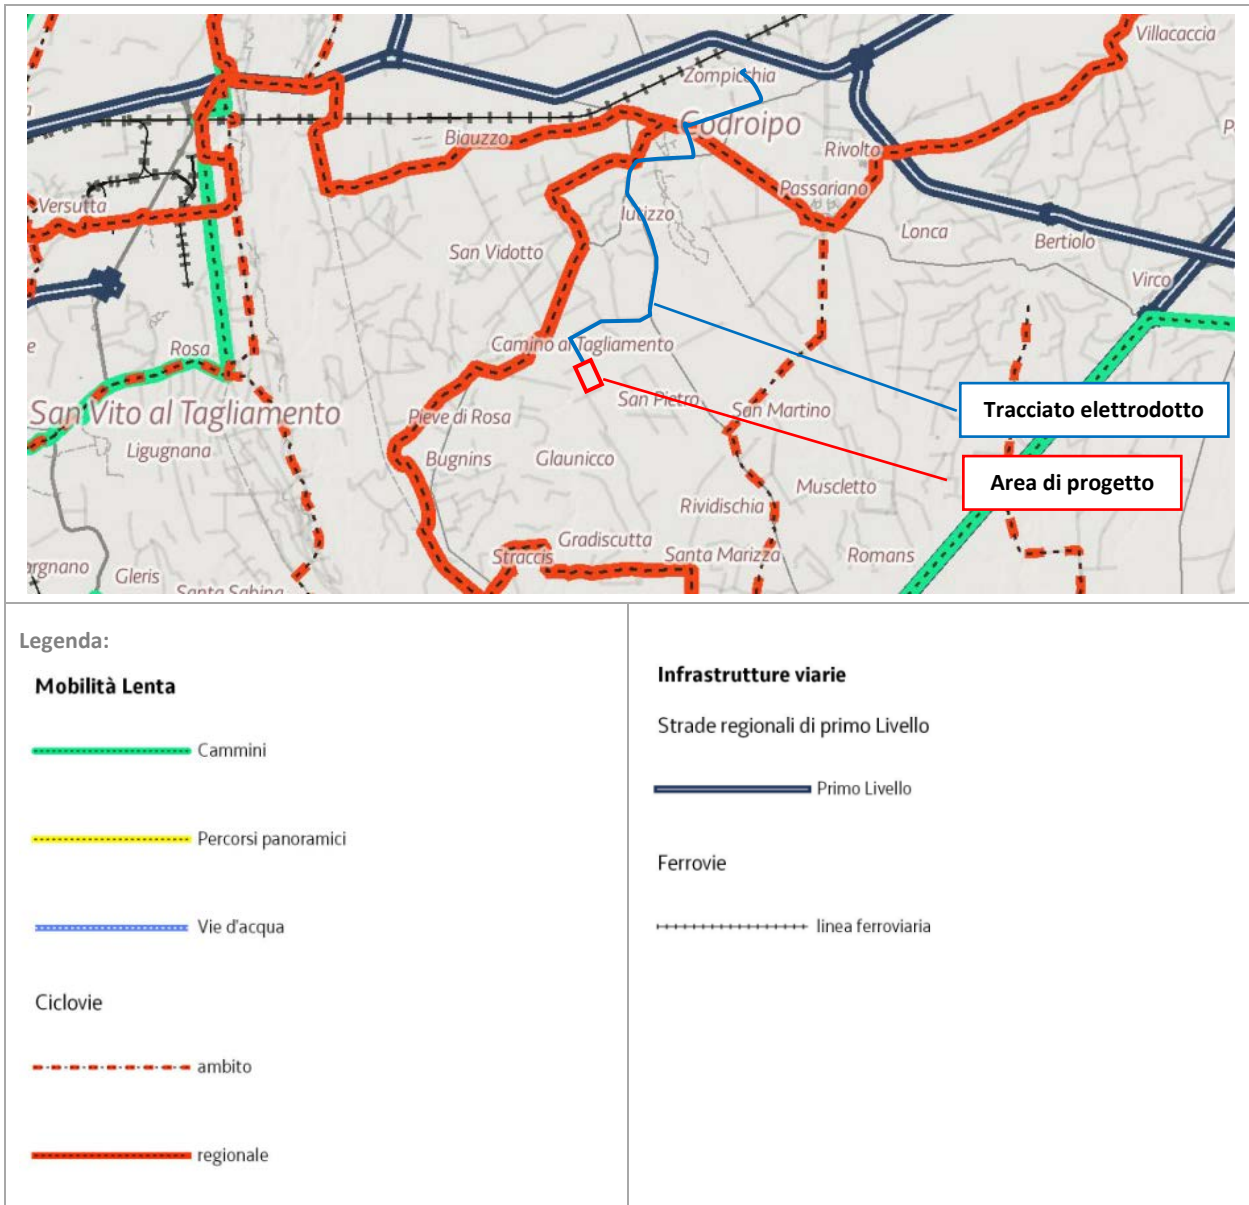 Villacaccia
Zompicchia
Codroipo
Biauzzo
Rivolto
Passariano
Versutta
Iutizzo
Lonca
San Vidotto
Bertiolo
Virco
Rosa
Camino al Tagliamento
San Pietro
San Martino
San Vito al Tagliamento
Pieve di Rosa
Ligugnana
Bugnins
Glaunicco
Muscletto
Rividischia
Gradiscutta
Straccis
Santa Marizza
Romans
Gleris
Santa Sabina
Tracciato elettrodotto
Area di progetto
Legenda:
Mobilità Lenta
Cammini
Percorsi panoramici
Vie d'acqua
Ciclovie
ambito
regionale
Infrastrutture viarie
Strade regionali di primo Livello
Primo Livello
Ferrovie
linea ferroviaria